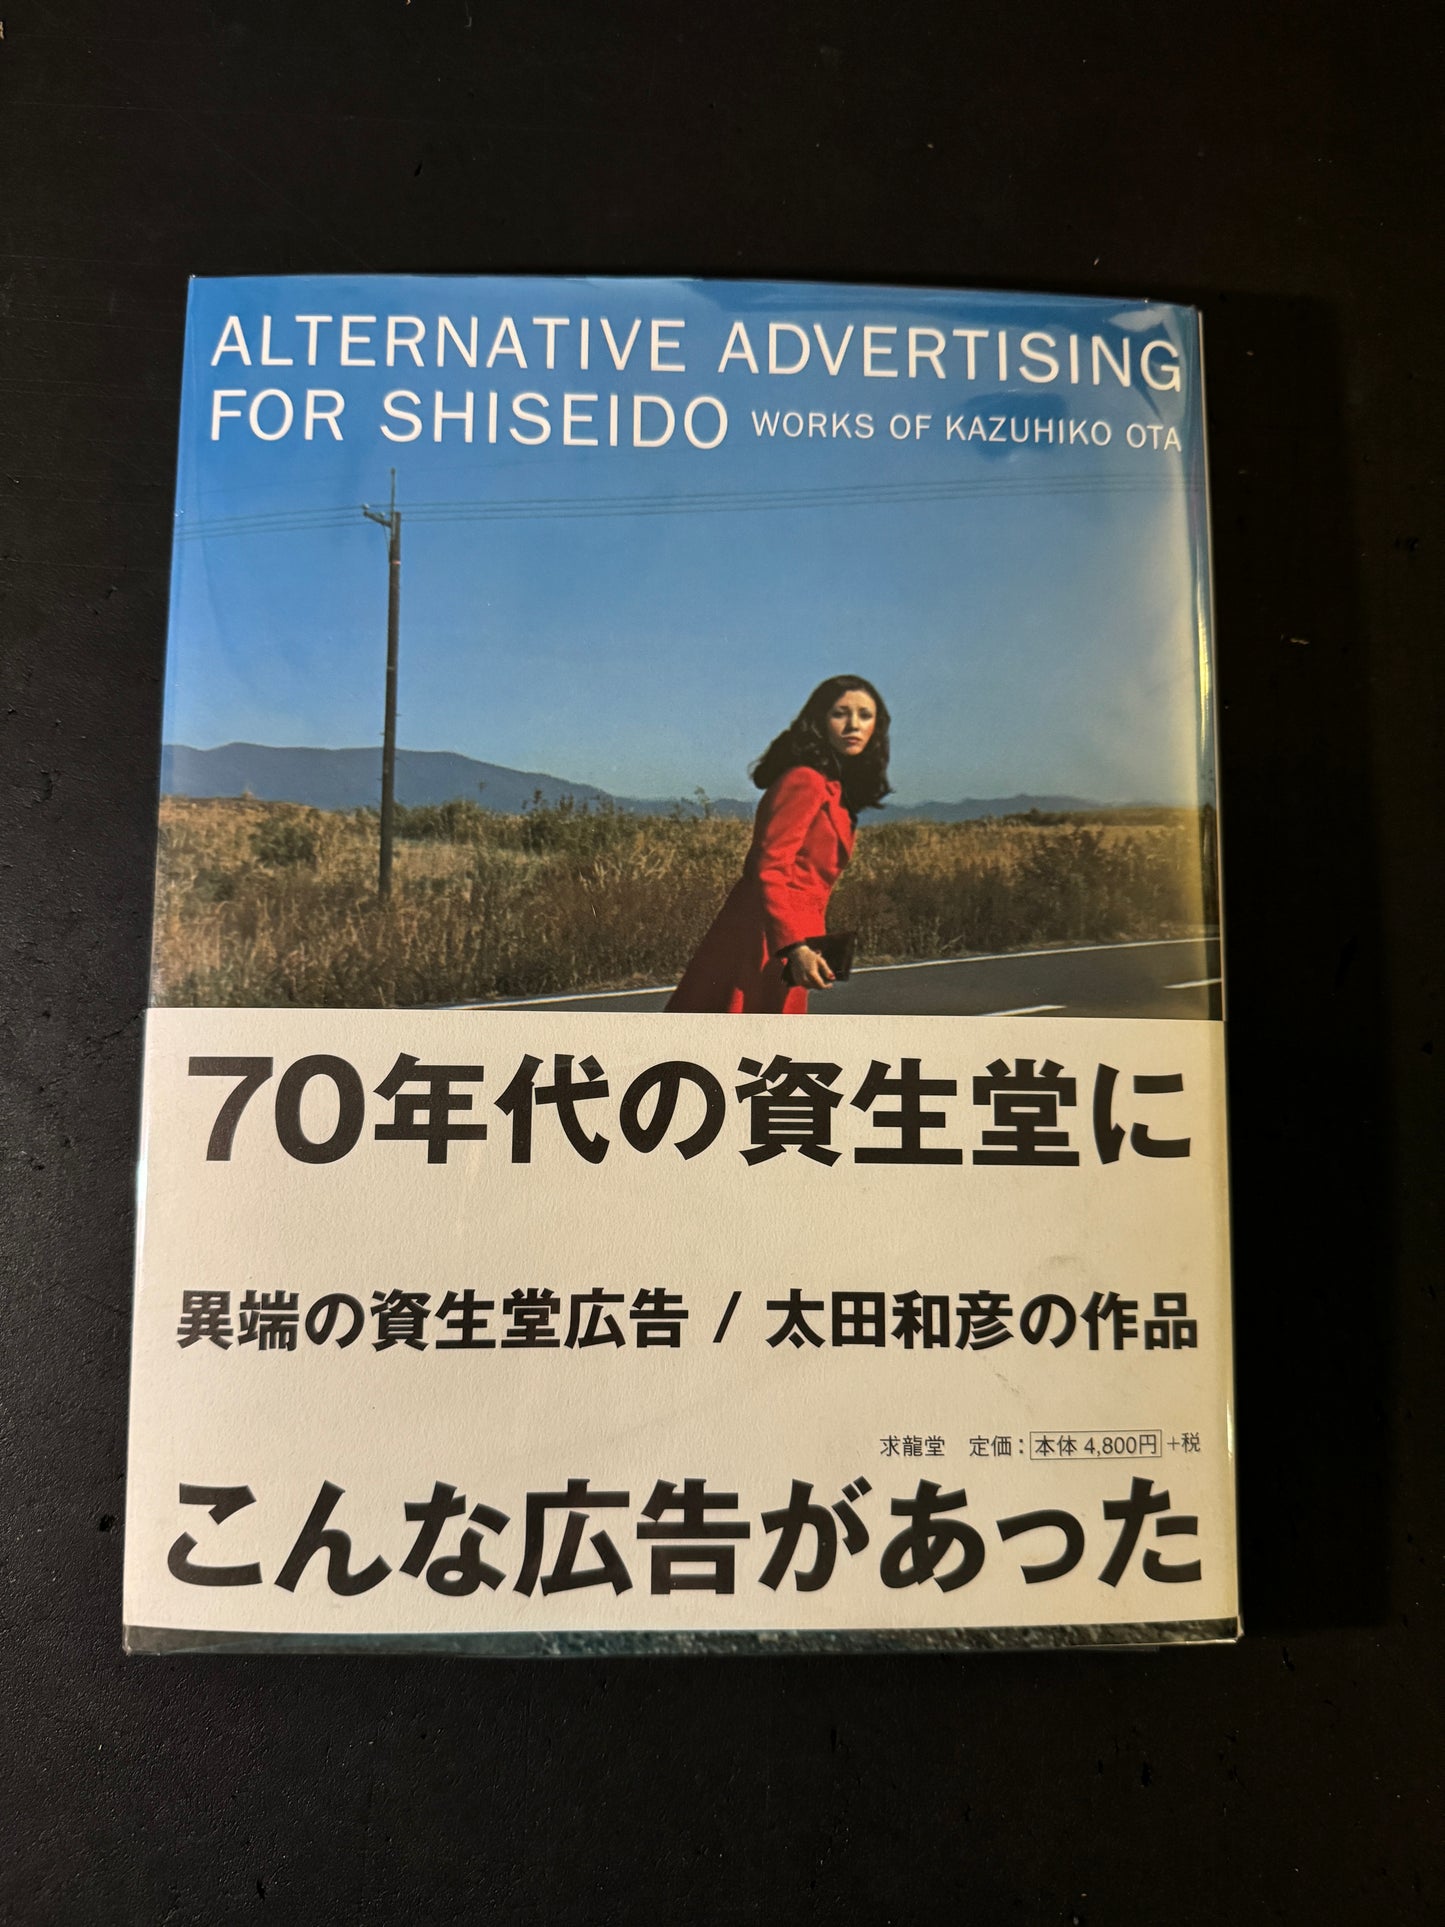 ALTERNATIVE ADVERTISING
FOR SHISEIDO WORKS OF KAZUHIKO OTA
70年代の資生堂に
異端の資生堂広告 / 太田和彦の作品
求龍堂 定価：本体 4,800円 +税
こんな広告があった